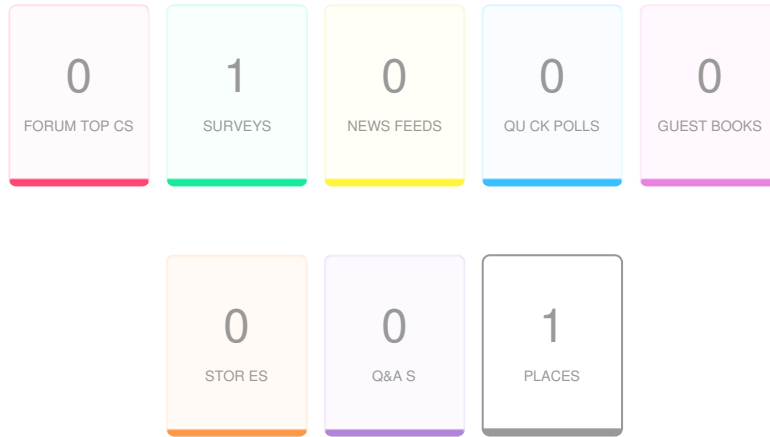 0
FORUM TOP CS
1
SURVEYS
0
NEWS FEEDS
0
QU CK POLLS
0
GUEST BOOKS
0
STOR ES
0
Q&A S
1
PLACES